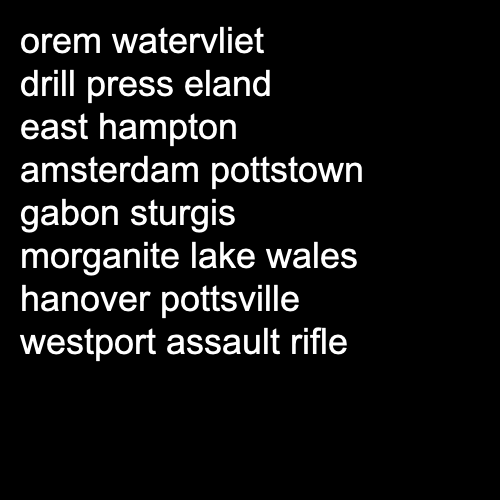 orem watervliet
drill press eland
east hampton
amsterdam pottstown
gabon sturgis
morganite lake wales
hanover pottsville
westport assault rifle